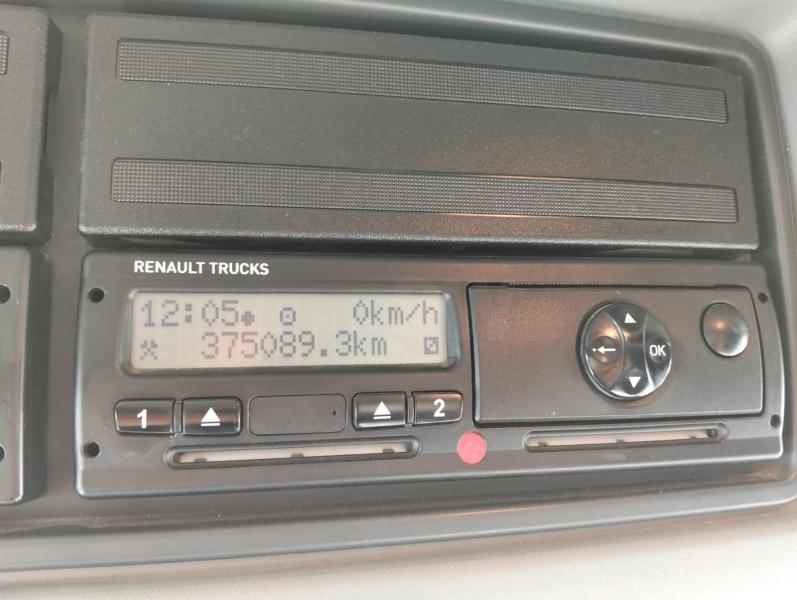 RENAULT TRUCKS
12:05 0km/h
375089.3km
1 2
OK